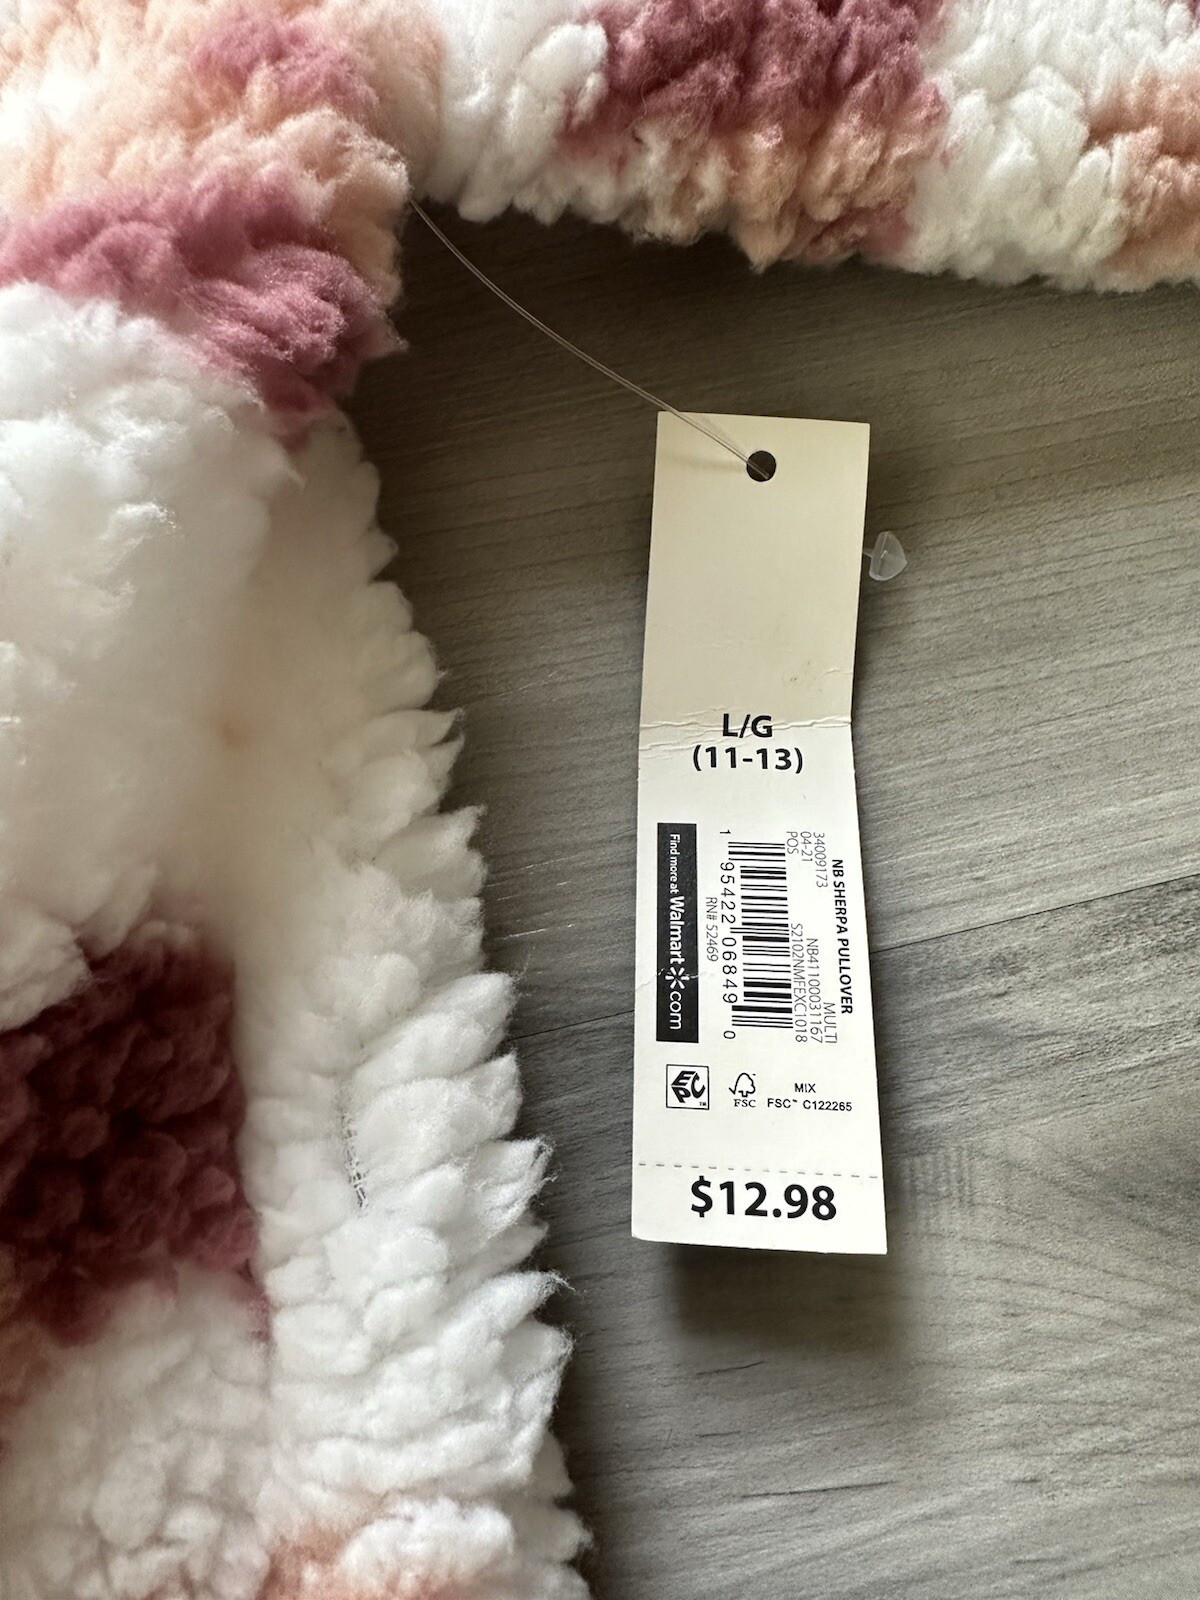 L/G
(11-13)
NB SHERPA PULLOVER
MULTI
34009173 NB41100031167
04-21 S2102NMFEXC1018
POS
1 95422 06849 0
RN# 52469
Find more at Walmart.com
EPC™
FSC
MIX
FSC™ C122265
$12.98